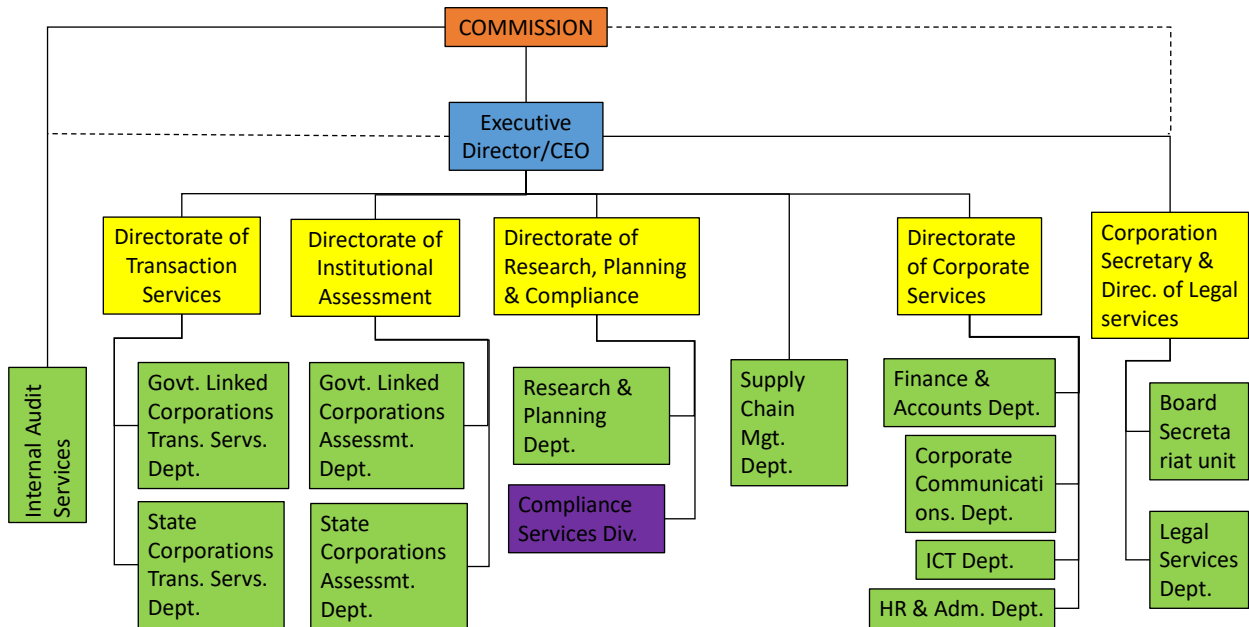 COMMISSION
Executive
Director/CEO
Directorate of
Transaction
Services
Directorate of
Institutional
Assessment
Directorate of
Research, Planning
& Compliance
Directorate
of Corporate
Services
Corporation
Secretary &
Direc. of Legal
services
Internal Audit
Services
Govt. Linked
Corporations
Trans. Servs.
Dept.
State
Corporations
Trans. Servs.
Dept.
Govt. Linked
Corporations
Assessmt.
Dept.
State
Corporations
Assessmt.
Dept.
Research &
Planning
Dept.
Compliance
Services Div.
Supply
Chain
Mgt.
Dept.
Finance &
Accounts Dept.
Corporate
Communicati
ons. Dept.
ICT Dept.
HR & Adm. Dept.
Board
Secreta
riat unit
Legal
Services
Dept.